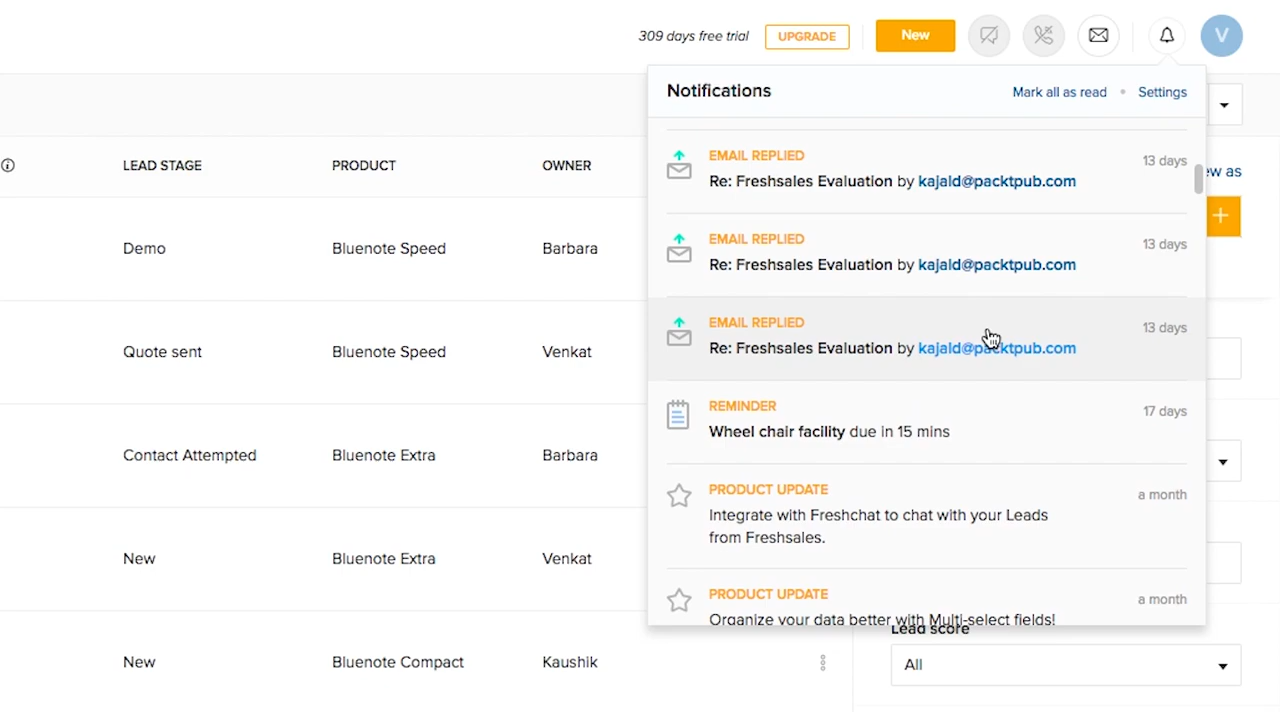 309 days free trial
UPGRADE
New
V
Notifications
Mark all as read • Settings
LEAD STAGE PRODUCT OWNER
EMAIL REPLIED 13 days
Re: Freshsales Evaluation by kajald@packtpub.com
ew as
Demo Bluenote Speed Barbara
EMAIL REPLIED 13 days
Re: Freshsales Evaluation by kajald@packtpub.com
Quote sent Bluenote Speed Venkat
EMAIL REPLIED 13 days
Re: Freshsales Evaluation by kajald@packtpub.com
REMINDER 17 days
Wheel chair facility due in 15 mins
Contact Attempted Bluenote Extra Barbara
PRODUCT UPDATE a month
Integrate with Freshchat to chat with your Leads
from Freshsales.
New Bluenote Extra Venkat
PRODUCT UPDATE a month
Organize your data better with Multi-select fields!
Lead score
New Bluenote Compact Kaushik
All